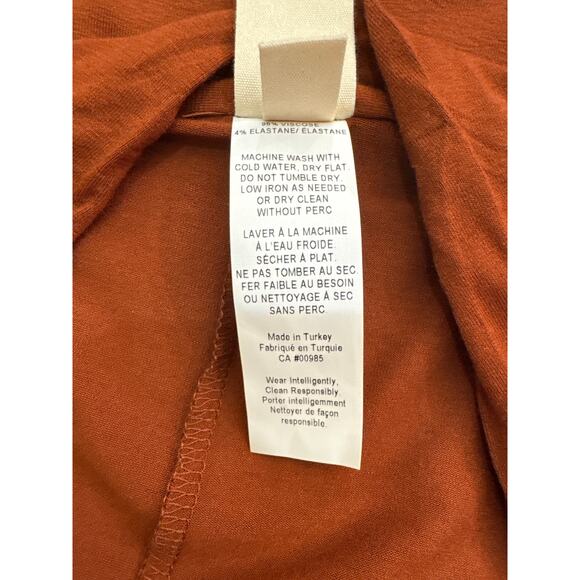 96% VISCOSE
4% ELASTANE/ ÉLASTANE
MACHINE WASH WITH
COLD WATER, DRY FLAT.
DO NOT TUMBLE DRY.
LOW IRON AS NEEDED
OR DRY CLEAN
WITHOUT PERC
LAVER À LA MACHINE
À L'EAU FROIDE.
SÉCHER À PLAT.
NE PAS TOMBER AU SEC.
FER FAIBLE AU BESOIN
OU NETTOYAGE À SEC
SANS PERC
Made in Turkey
Fabriqué en Turquie
CA #00985
Wear Intelligently,
Clean Responsibly.
Porter intelligemment
Nettoyer de façon
responsible.